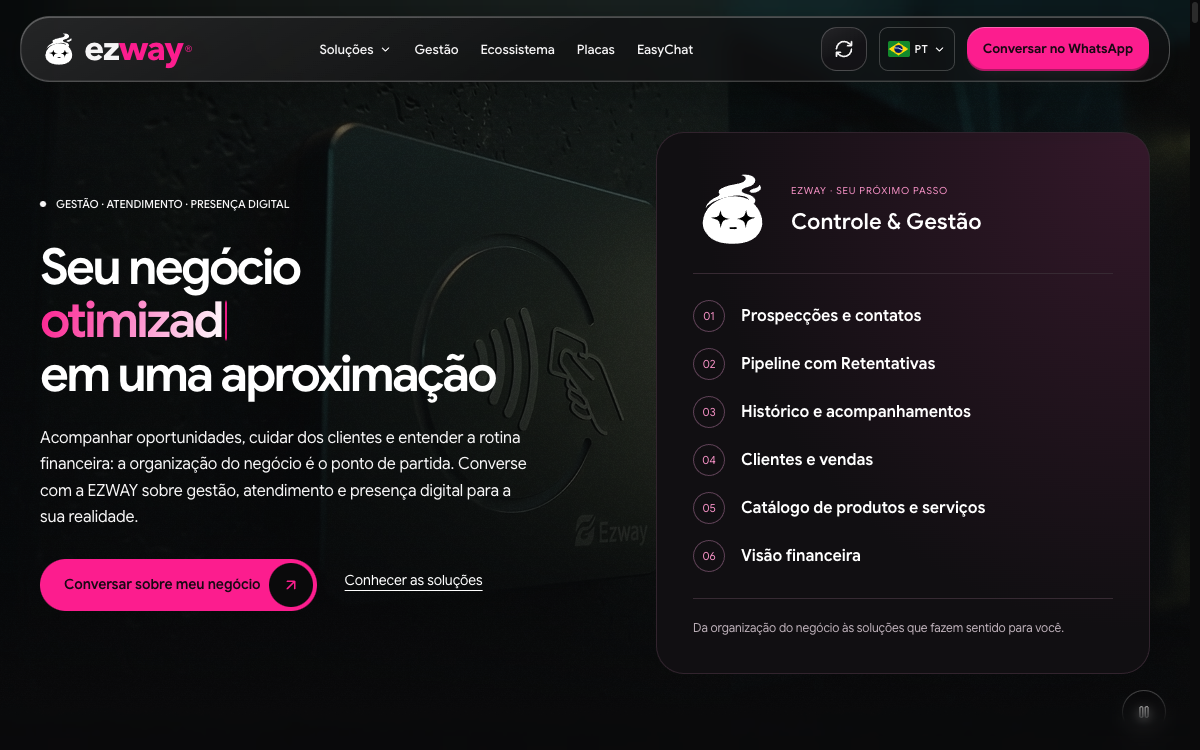 ezway®
Soluções
Gestão
Ecossistema
Placas
EasyChat
PT
Conversar no WhatsApp
GESTÃO · ATENDIMENTO · PRESENÇA DIGITAL
Seu negócio
otimizad
em uma aproximação
Acompanhar oportunidades, cuidar dos clientes e entender a rotina
financeira: a organização do negócio é o ponto de partida. Converse
com a EZWAY sobre gestão, atendimento e presença digital para a
sua realidade.
Conversar sobre meu negócio
Conhecer as soluções
Ezway
EZWAY · SEU PRÓXIMO PASSO
Controle & Gestão
01 Prospecções e contatos
02 Pipeline com Retentativas
03 Histórico e acompanhamentos
04 Clientes e vendas
05 Catálogo de produtos e serviços
06 Visão financeira
Da organização do negócio às soluções que fazem sentido para você.